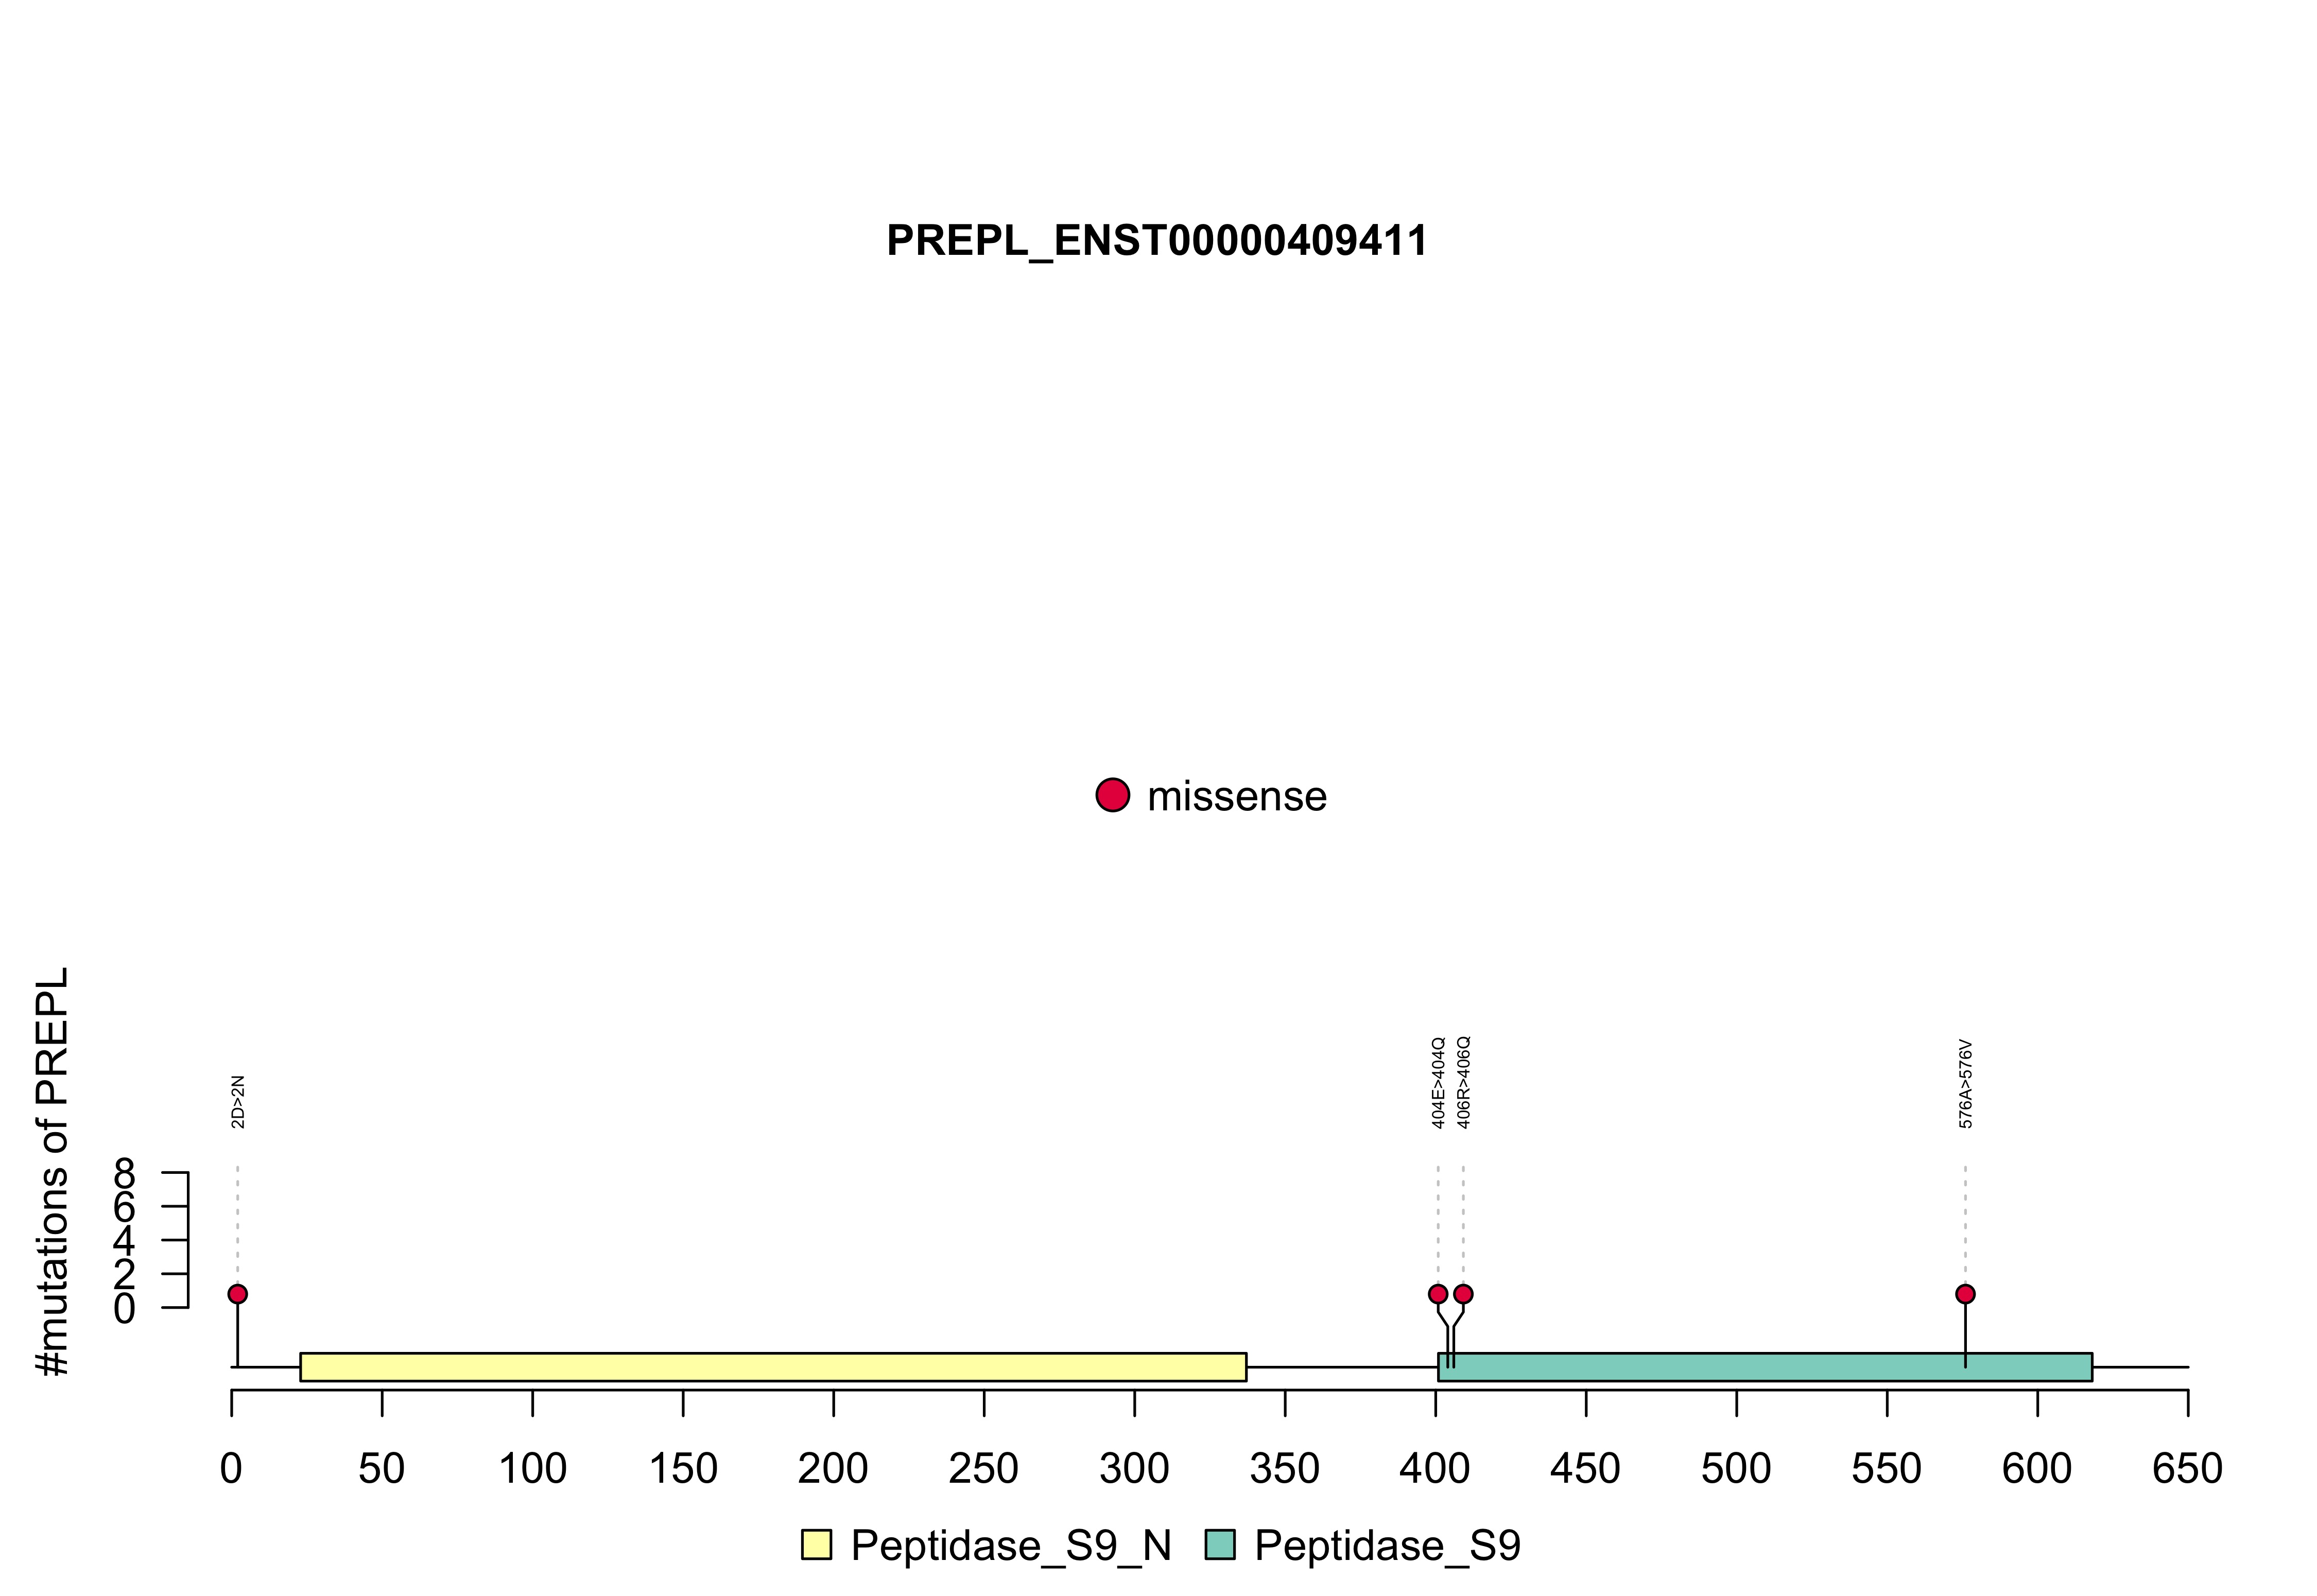 PREPL_ENST00000409411
missense
#mutations of PREPL
2D>2N
404E>404Q
406R>406Q
576A>576V
8
6
4
2
0
0 50 100 150 200 250 300 350 400 450 500 550 600 650
Peptidase_S9_N Peptidase_S9